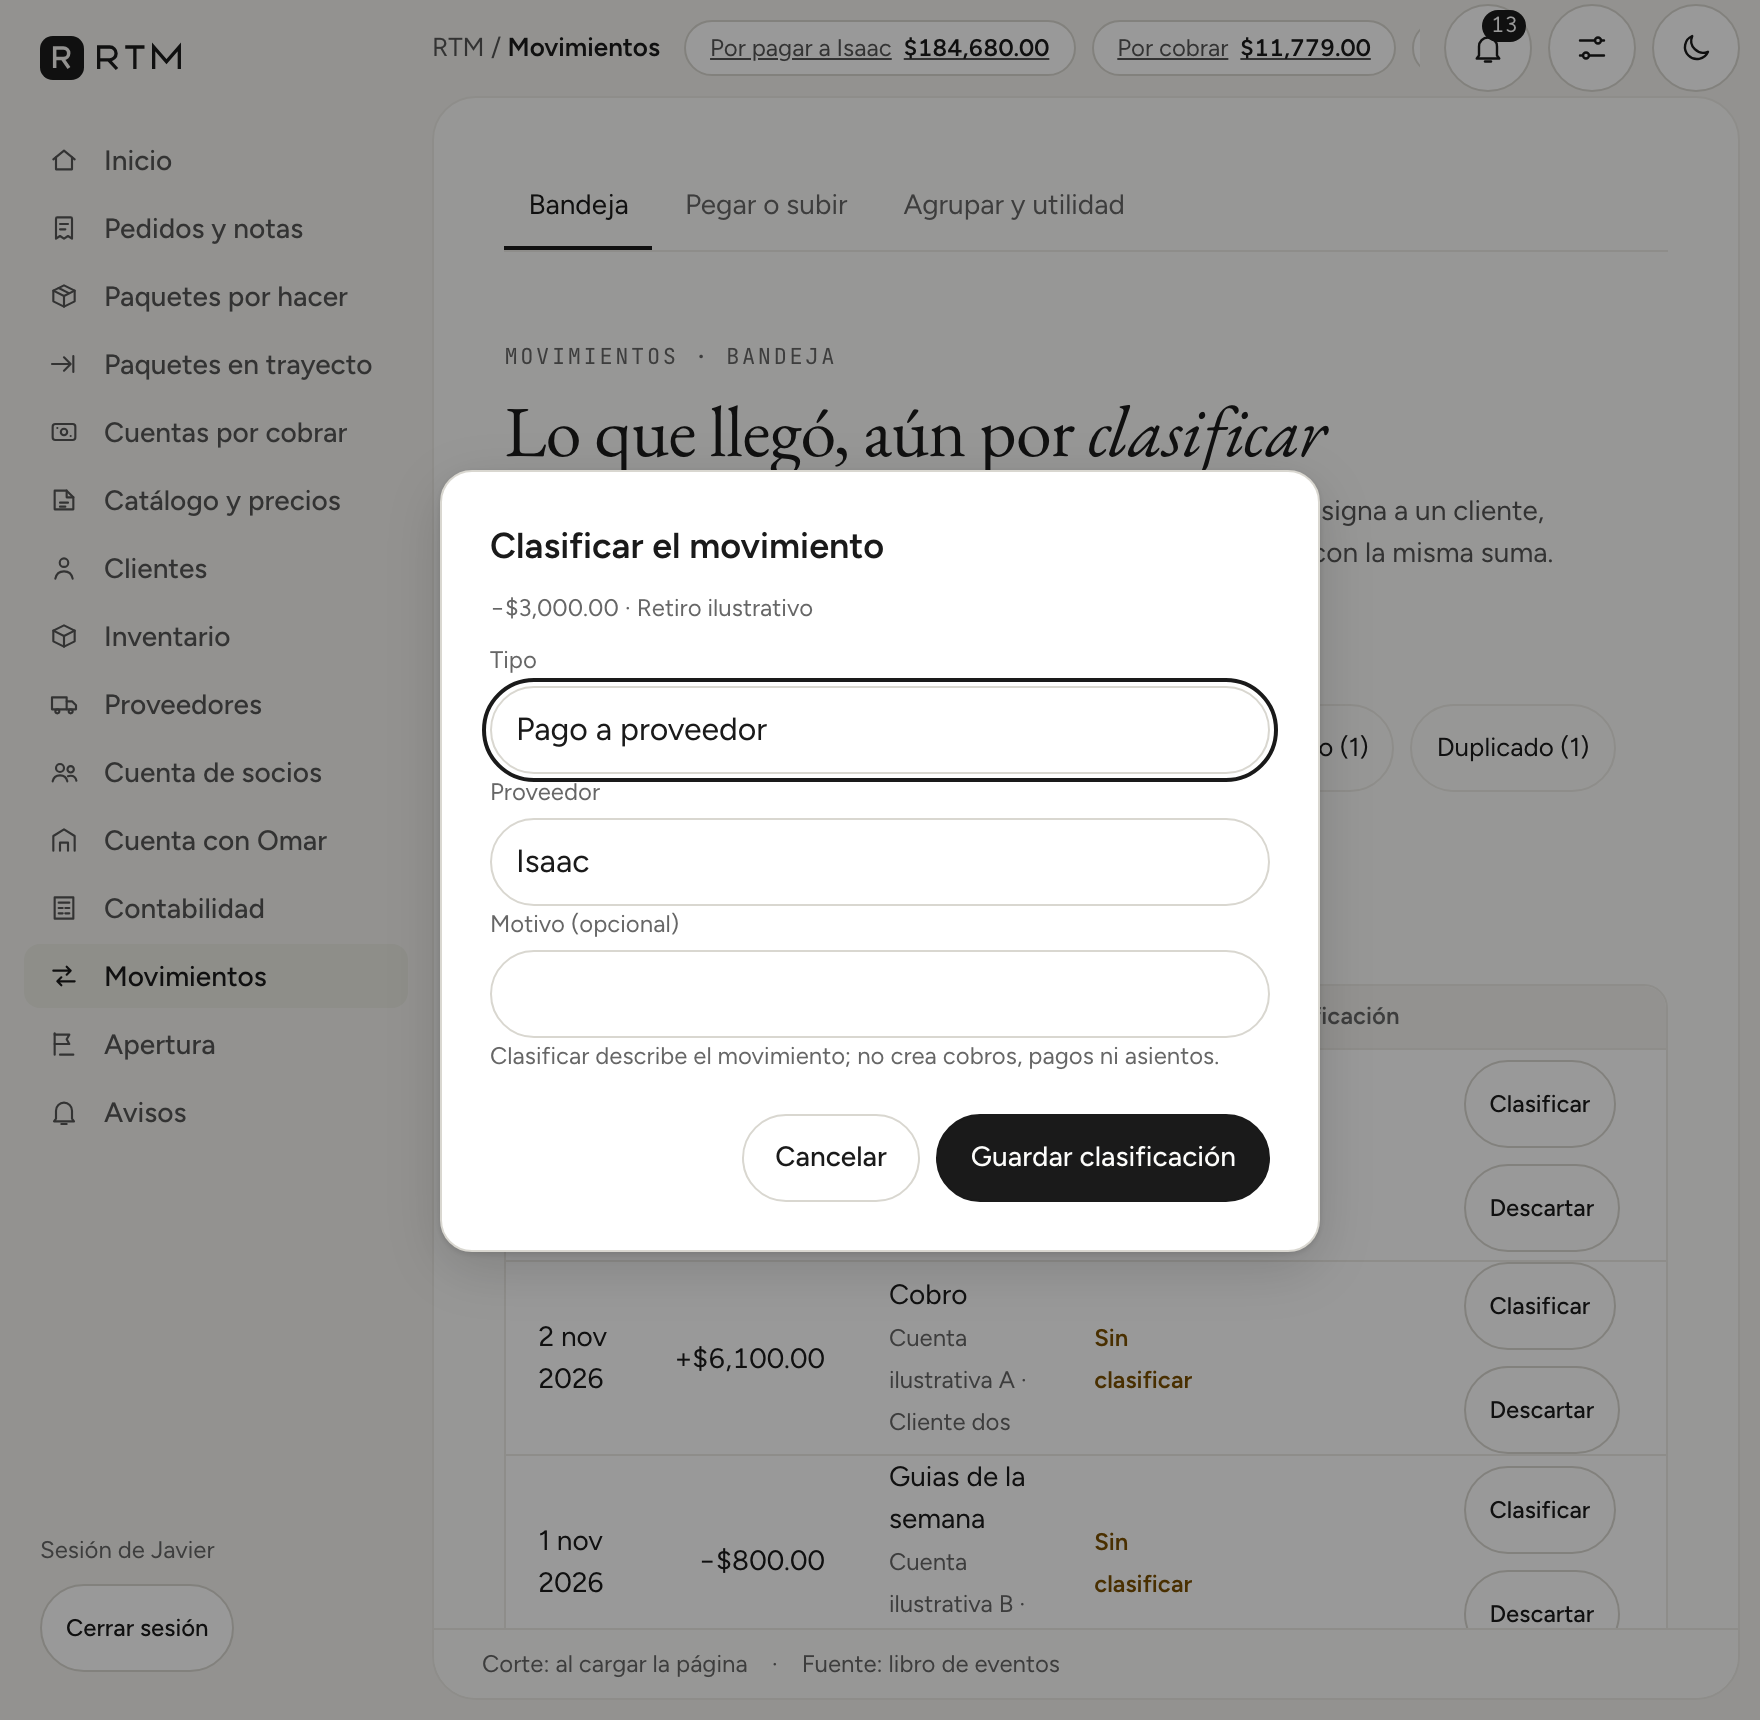 R RTM
RTM / Movimientos
Por pagar a Isaac $184,680.00
Por cobrar $11,779.00
13
Inicio
Pedidos y notas
Paquetes por hacer
Paquetes en trayecto
Cuentas por cobrar
Catálogo y precios
Clientes
Inventario
Proveedores
Cuenta de socios
Cuenta con Omar
Contabilidad
Movimientos
Apertura
Avisos
Sesión de Javier
Cerrar sesión
Bandeja
Pegar o subir
Agrupar y utilidad
MOVIMIENTOS · BANDEJA
Lo que llegó, aún por clasificar
signa a un cliente,
con la misma suma.
o (1)
Duplicado (1)
Clasificar el movimiento
−$3,000.00 · Retiro ilustrativo
Tipo
Pago a proveedor
Proveedor
Isaac
Motivo (opcional)
Clasificar describe el movimiento; no crea cobros, pagos ni asientos.
Cancelar
Guardar clasificación
ficación
Clasificar
Descartar
2 nov
2026
+$6,100.00
Cobro
Cuenta
ilustrativa A ·
Cliente dos
Sin
clasificar
Clasificar
Descartar
1 nov
2026
−$800.00
Guias de la
semana
Cuenta
ilustrativa B ·
Sin
clasificar
Clasificar
Descartar
Corte: al cargar la página · Fuente: libro de eventos